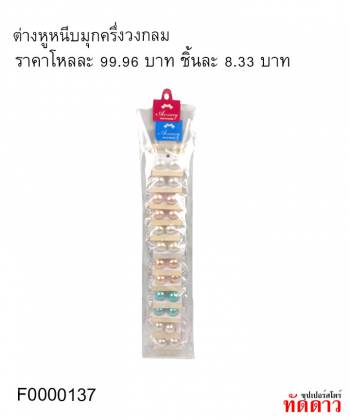 ต่างหูหนีบมุกครึ่งวงกลม
ราคาโหลละ 99.96 บาท ชิ้นละ 8.33 บาท
F0000137
ซุปเปอร์สโตร์
ทัดดาว